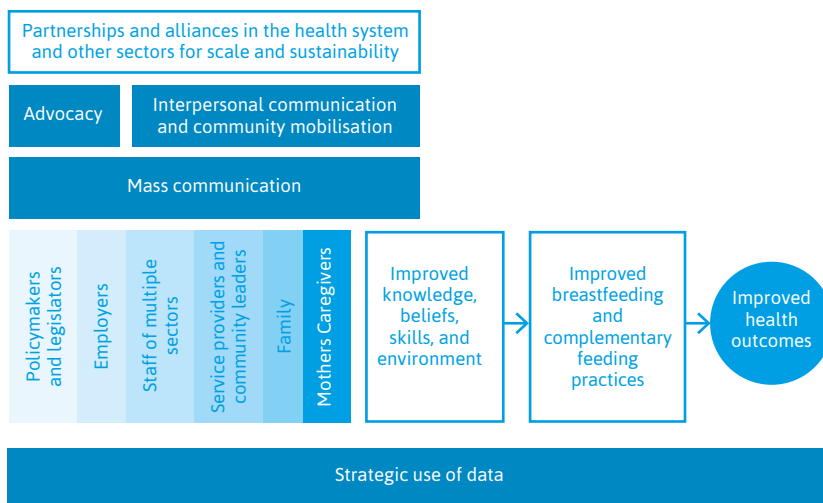 Partnerships and alliances in the health system
and other sectors for scale and sustainability
Advocacy
Interpersonal communication
and community mobilisation
Mass communication
Policymakers
and legislators
Employers
Staff of multiple
sectors
Service providers and
community leaders
Family
Mothers Caregivers
Improved
knowledge,
beliefs,
skills, and
environment
Improved
breastfeeding
and
complementary
feeding
practices
Improved
health
outcomes
Strategic use of data